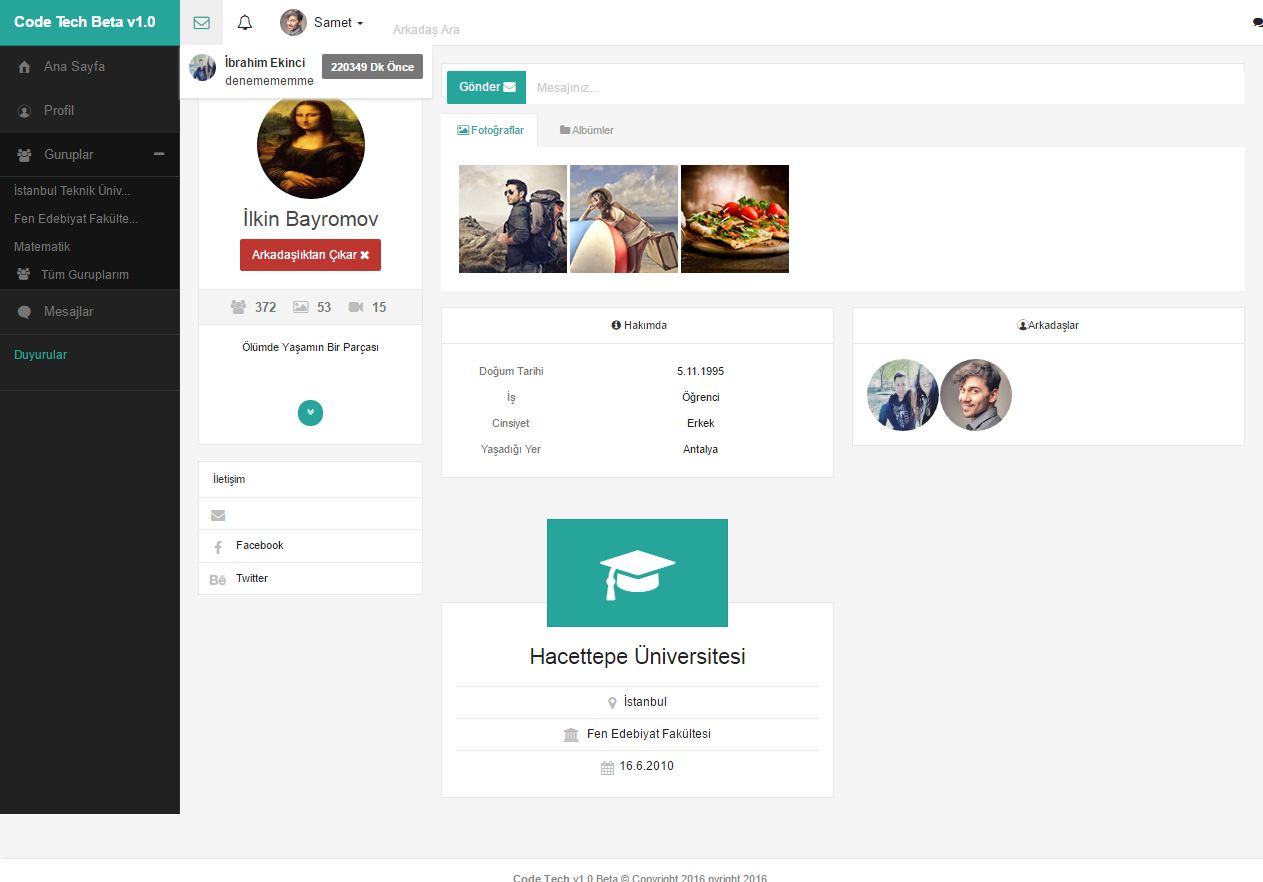 Code Tech Beta v1.0
Samet
Arkadaş Ara
İbrahim Ekinci
denemememme
220349 Dk Önce
Ana Sayfa
Profil
Guruplar
İstanbul Teknik Üniv...
Fen Edebiyat Fakülte...
Matematik
Tüm Guruplarım
Mesajlar
Duyurular
İlkin Bayromov
Arkadaşlıktan Çıkar
372 53 15
Ölümde Yaşamın Bir Parçası
İletişim
Facebook
Bē Twitter
Gönder
Mesajınız...
Fotoğraflar
Albümler
Hakımda
Doğum Tarihi 5.11.1995
İş Öğrenci
Cinsiyet Erkek
Yaşadığı Yer Antalya
Arkadaşlar
Hacettepe Üniversitesi
İstanbul
Fen Edebiyat Fakültesi
16.6.2010
Code Tech v1.0 Beta © Copyright 2016 pyright 2016